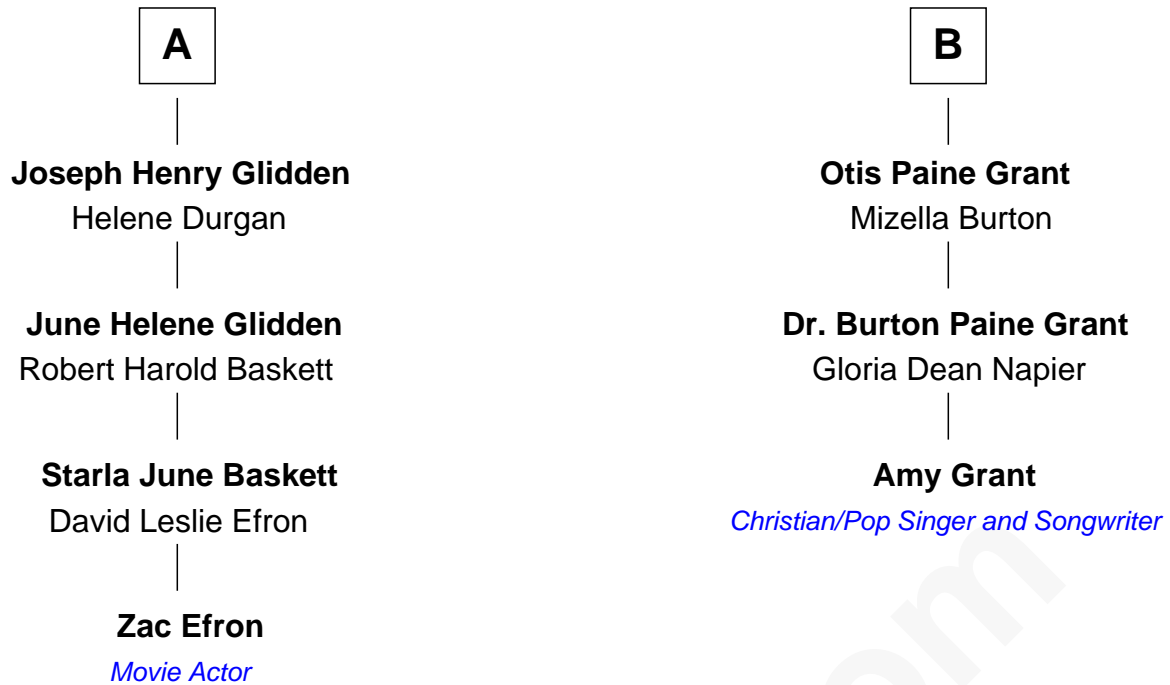 A
Joseph Henry Glidden
Helene Durgan
June Helene Glidden
Robert Harold Baskett
Starla June Baskett
David Leslie Efron
Zac Efron
Movie Actor
B
Otis Paine Grant
Mizella Burton
Dr. Burton Paine Grant
Gloria Dean Napier
Amy Grant
Christian/Pop Singer and Songwriter
om